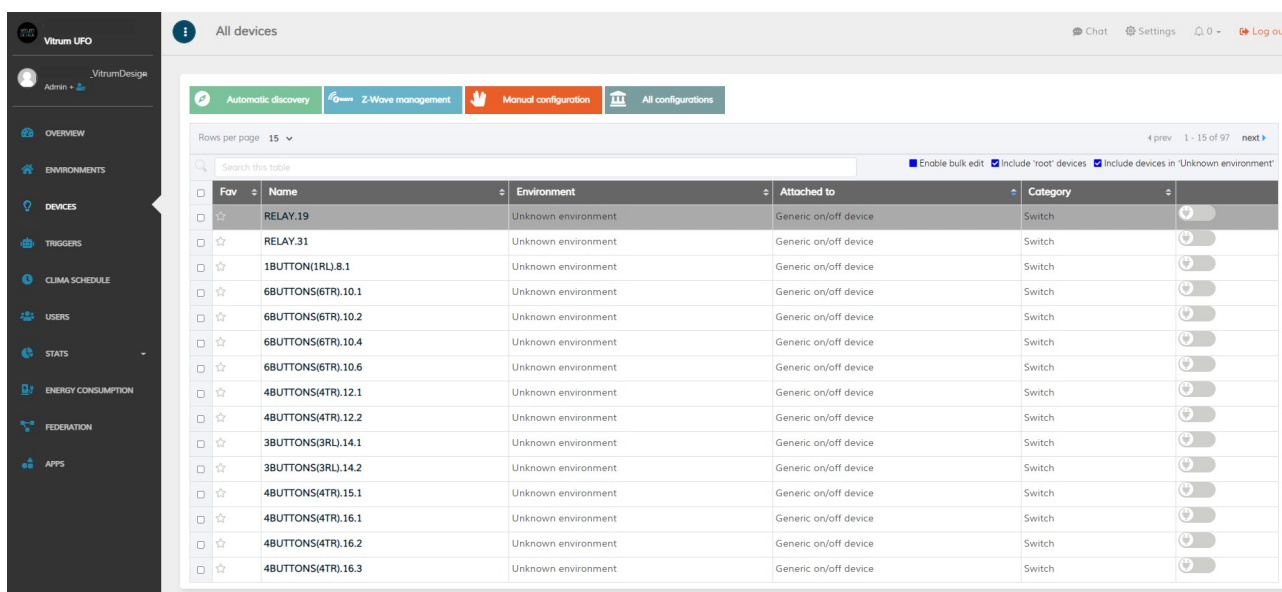 Vitrum UFO
All devices
Chat Settings 0 Log ou
_VitrumDesign
Admin +
Automatic discovery Z-Wave management Manual configuration All configurations
OVERVIEW
Rows per page 15 prev 1 - 15 of 97 next
ENVIRONMENTS
Search this table Enable bulk edit Include 'root' devices Include devices in 'Unknown environment'
Fav Name Environment Attached to Category
DEVICES
RELAY.19 Unknown environment Generic on/off device Switch
TRIGGERS
RELAY.31 Unknown environment Generic on/off device Switch
1BUTTON(1RL).8.1 Unknown environment Generic on/off device Switch
CLIMA SCHEDULE
6BUTTONS(6TR).10.1 Unknown environment Generic on/off device Switch
USERS
6BUTTONS(6TR).10.2 Unknown environment Generic on/off device Switch
6BUTTONS(6TR).10.4 Unknown environment Generic on/off device Switch
STATS
6BUTTONS(6TR).10.6 Unknown environment Generic on/off device Switch
ENERGY CONSUMPTION
4BUTTONS(4TR).12.1 Unknown environment Generic on/off device Switch
4BUTTONS(4TR).12.2 Unknown environment Generic on/off device Switch
FEDERATION
3BUTTONS(3RL).14.1 Unknown environment Generic on/off device Switch
APPS
3BUTTONS(3RL).14.2 Unknown environment Generic on/off device Switch
4BUTTONS(4TR).15.1 Unknown environment Generic on/off device Switch
4BUTTONS(4TR).16.1 Unknown environment Generic on/off device Switch
4BUTTONS(4TR).16.2 Unknown environment Generic on/off device Switch
4BUTTONS(4TR).16.3 Unknown environment Generic on/off device Switch